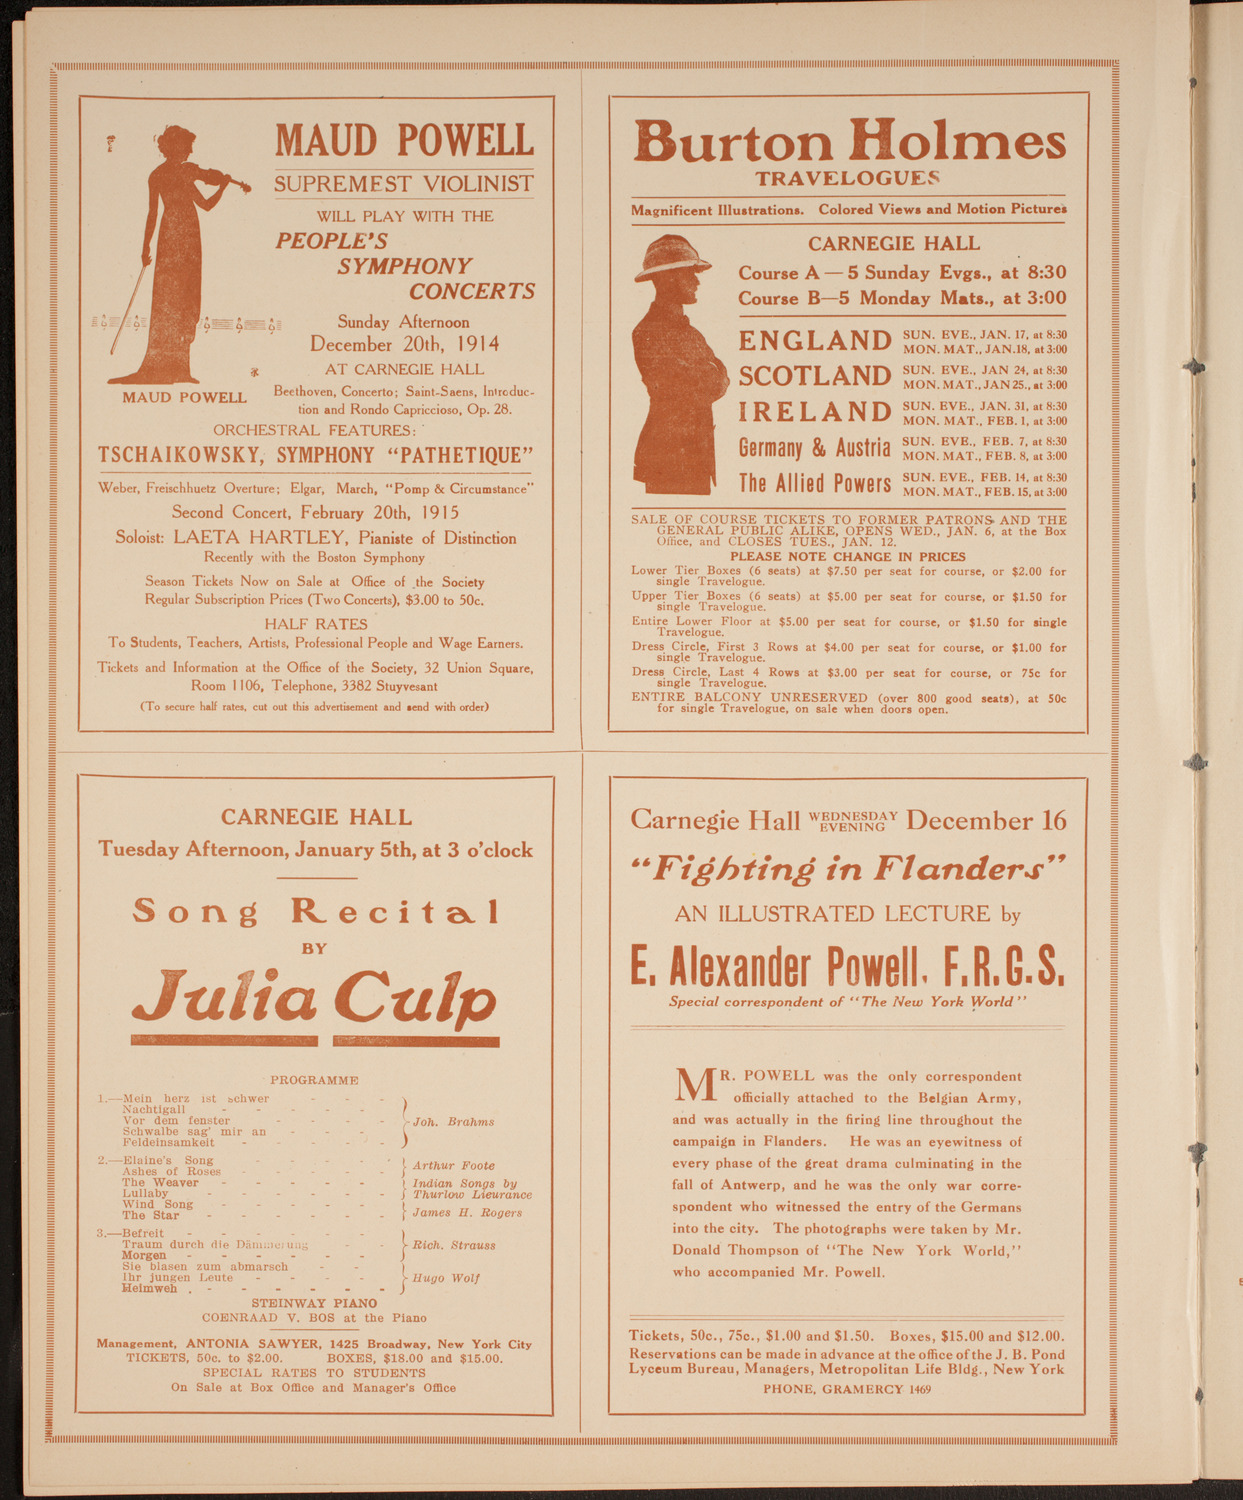 MAUD POWELL
SUPREMEST VIOLINIST
WILL PLAY WITH THE
PEOPLE'S
SYMPHONY
CONCERTS
Sunday Afternoon
December 20th, 1914
AT CARNEGIE HALL
MAUD POWELL
Beethoven, Concerto; Saint-Saens, Introduc-
tion and Rondo Capriccioso, Op. 28.
ORCHESTRAL FEATURES:
TSCHAIKOWSKY, SYMPHONY "PATHETIQUE"
Weber, Freischhuetz Overture; Elgar, March, "Pomp & Circumstance"
Second Concert, February 20th, 1915
Soloist: LAETA HARTLEY, Pianiste of Distinction
Recently with the Boston Symphony
Season Tickets Now on Sale at Office of the Society
Regular Subscription Prices (Two Concerts), $3.00 to 50c.
HALF RATES
To Students, Teachers, Artists, Professional People and Wage Earners.
Tickets and Information at the Office of the Society, 32 Union Square,
Room 1106, Telephone, 3382 Stuyvesant
(To secure half rates, cut out this advertisement and send with order)
Burton Holmes
TRAVELOGUES
Magnificent Illustrations. Colored Views and Motion Pictures
CARNEGIE HALL
Course A—5 Sunday Evgs., at 8:30
Course B—5 Monday Mats., at 3:00
ENGLAND SUN. EVE., JAN. 17, at 8:30
MON. MAT., JAN.18, at 3:00
SCOTLAND SUN. EVE., JAN 24, at 8:30
MON. MAT., JAN 25., at 3:00
IRELAND SUN. EVE., JAN. 31, at 8:30
MON. MAT., FEB. 1, at 3:00
Germany & Austria SUN. EVE., FEB. 7, at 8:30
MON. MAT., FEB. 8, at 3:00
The Allied Powers SUN. EVE., FEB. 14, at 8:30
MON. MAT., FEB. 15, at 3:00
SALE OF COURSE TICKETS TO FORMER PATRONS AND THE
GENERAL PUBLIC ALIKE, OPENS WED., JAN. 6, at the Box
Office, and CLOSES TUES., JAN. 12.
PLEASE NOTE CHANGE IN PRICES
Lower Tier Boxes (6 seats) at $7.50 per seat for course, or $2.00 for
single Travelogue.
Upper Tier Boxes (6 seats) at $5.00 per seat for course, or $1.50 for
single Travelogue.
Entire Lower Floor at $5.00 per seat for course, or $1.50 for single
Travelogue.
Dress Circle, First 3 Rows at $4.00 per seat for course, or $1.00 for
single Travelogue.
Dress Circle, Last 4 Rows at $3.00 per seat for course, or 75c for
single Travelogue.
ENTIRE BALCONY UNRESERVED (over 800 good seats), at 50c
for single Travelogue, on sale when doors open.
CARNEGIE HALL
Tuesday Afternoon, January 5th, at 3 o'clock
Song Recital
BY
Julia Culp
PROGRAMME
1.—Mein herz ist schwer
Nachtigall
Vor dem fenster
Schwalbe sag' mir an
Feldeinsamkeit
Joh. Brahms
2.—Elaine's Song
Ashes of Roses
Arthur Foote
The Weaver
Lullaby
Indian Songs by
Thurlow Lieurance
Wind Song
The Star
James H. Rogers
3.—Befreit
Traum durch die Dämmerung
Morgen
Rich. Strauss
Sie blasen zum abmarsch
Ihr jungen Leute
Heimweh
Hugo Wolf
STEINWAY PIANO
COENRAAD V. BOS at the Piano
Management, ANTONIA SAWYER, 1425 Broadway, New York City
TICKETS, 50c. to $2.00. BOXES, $18.00 and $15.00.
SPECIAL RATES TO STUDENTS
On Sale at Box Office and Manager's Office
Carnegie Hall WEDNESDAY EVENING December 16
"Fighting in Flanders"
AN ILLUSTRATED LECTURE by
E. Alexander Powell, F.R.G.S.
Special correspondent of "The New York World"
MR. POWELL was the only correspondent
officially attached to the Belgian Army,
and was actually in the firing line throughout the
campaign in Flanders. He was an eyewitness of
every phase of the great drama culminating in the
fall of Antwerp, and he was the only war corre-
spondent who witnessed the entry of the Germans
into the city. The photographs were taken by Mr.
Donald Thompson of "The New York World,"
who accompanied Mr. Powell.
Tickets, 50c., 75c., $1.00 and $1.50. Boxes, $15.00 and $12.00.
Reservations can be made in advance at the office of the J. B. Pond
Lyceum Bureau, Managers, Metropolitan Life Bldg., New York
PHONE, GRAMERCY 1469